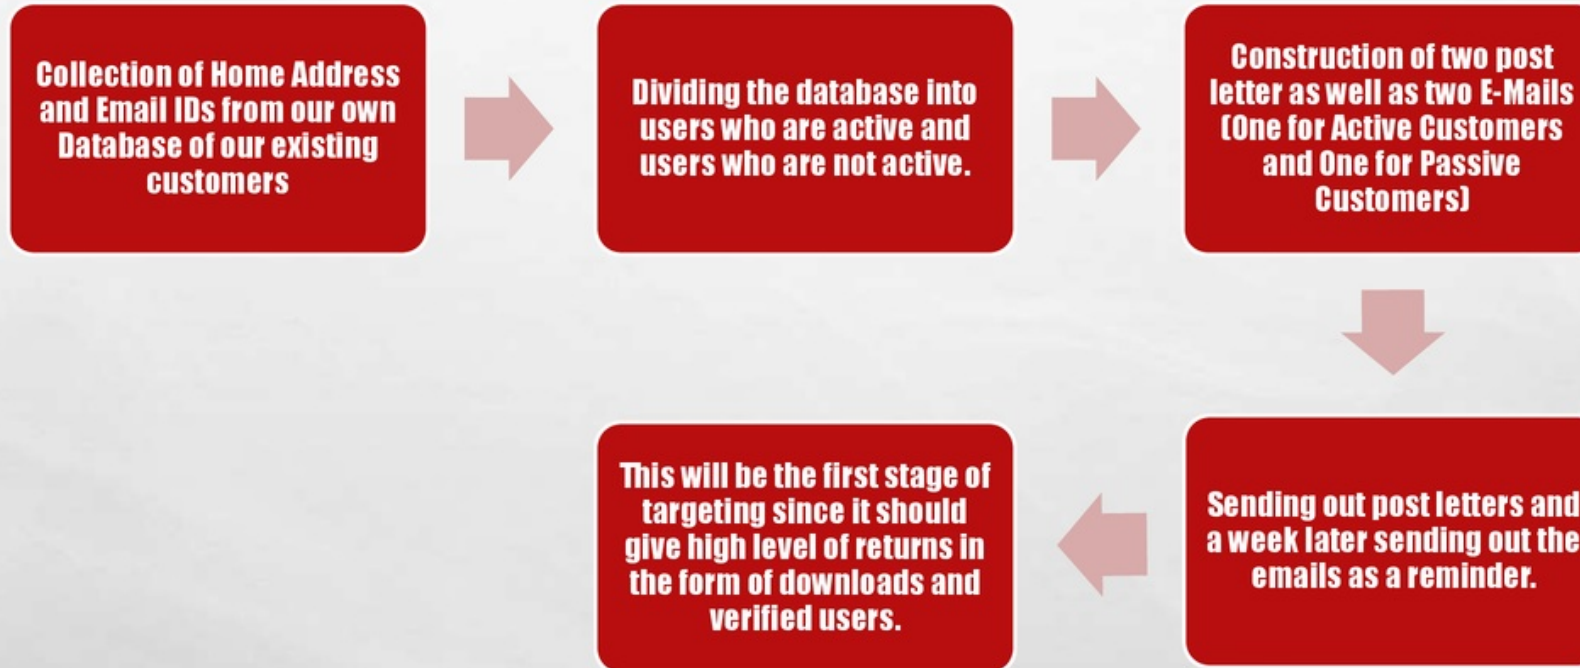 Collection of Home Address
and Email IDs from our own
Database of our existing
customers
Dividing the database into
users who are active and
users who are not active.
Construction of two post
letter as well as two E-Mails
(One for Active Customers
and One for Passive
Customers)
Sending out post letters and
a week later sending out the
emails as a reminder.
This will be the first stage of
targeting since it should
give high level of returns in
the form of downloads and
verified users.